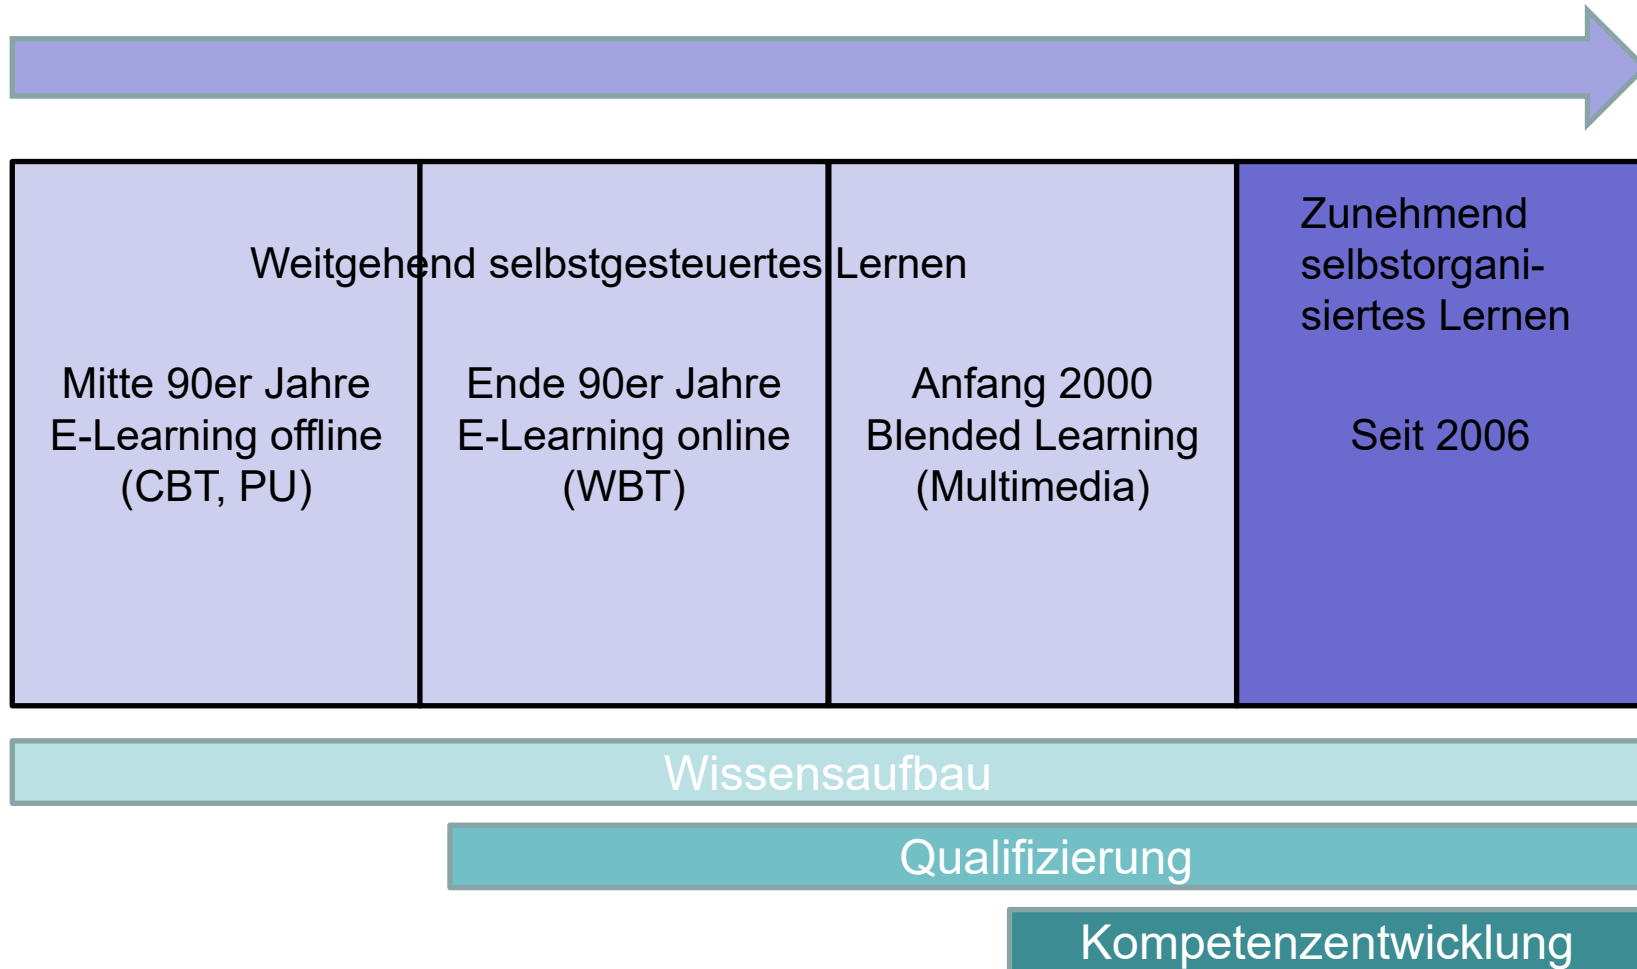 Weitgehend selbstgesteuertes Lernen
Zunehmend
selbstorgani-
siertes Lernen
Mitte 90er Jahre
E-Learning offline
(CBT, PU)
Ende 90er Jahre
E-Learning online
(WBT)
Anfang 2000
Blended Learning
(Multimedia)
Seit 2006
Wissensaufbau
Qualifizierung
Kompetenzentwicklung